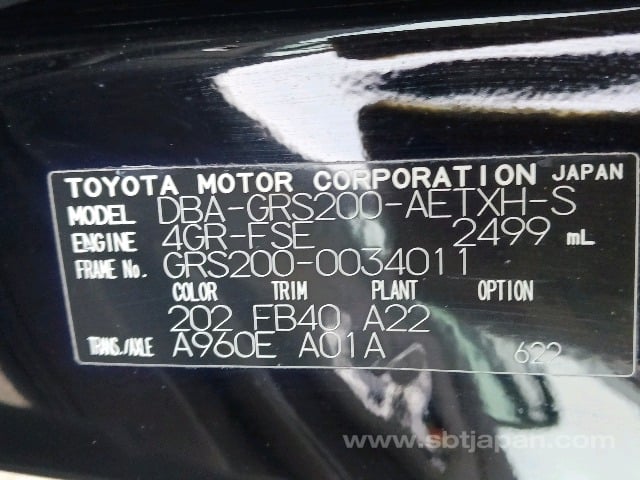 TOYOTA MOTOR CORPORATION JAPAN
MODEL DBA-GRS200-AETXH-S
ENGINE 4GR-FSE 2499 mL
FRAME No. GRS200-0034011
COLOR TRIM PLANT OPTION
202 FB40 A22
TRANS./AXLE A960E A01A 622
www.sbtjapan.com